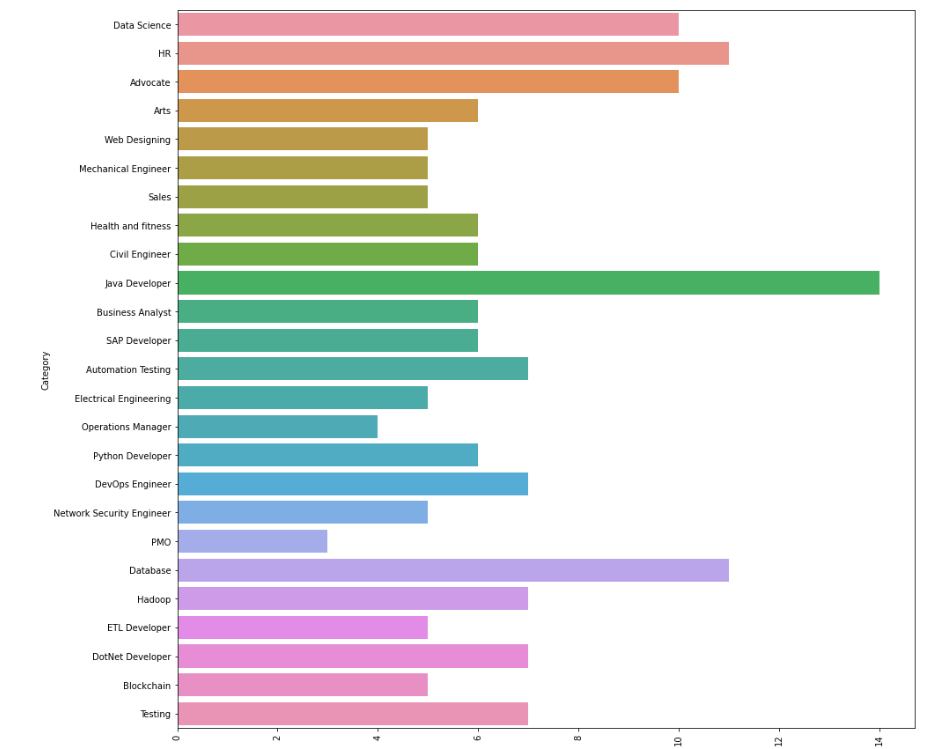 Data Science
HR
Advocate
Arts
Web Designing
Mechanical Engineer
Sales
Health and fitness
Civil Engineer
Java Developer
Business Analyst
SAP Developer
Automation Testing
Electrical Engineering
Operations Manager
Python Developer
DevOps Engineer
Network Security Engineer
PMO
Database
Hadoop
ETL Developer
DotNet Developer
Blockchain
Testing
Category
0 2 4 6 8 10 12 14